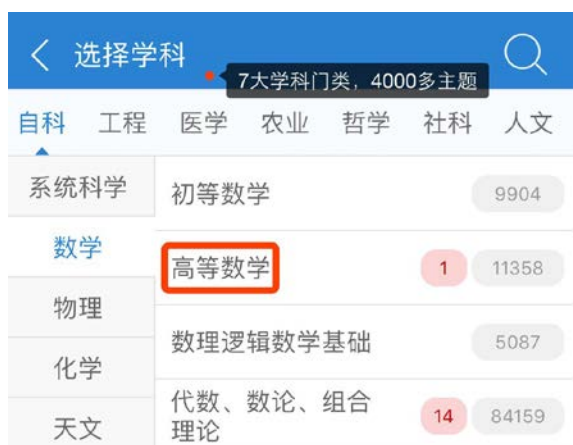 选择学科
7大学科门类，4000多主题
自科 工程 医学 农业 哲学 社科 人文
系统科学
初等数学 9904
数学
高等数学 1 11358
物理
数理逻辑数学基础 5087
化学
代数、数论、组合
理论 14 84159
天文